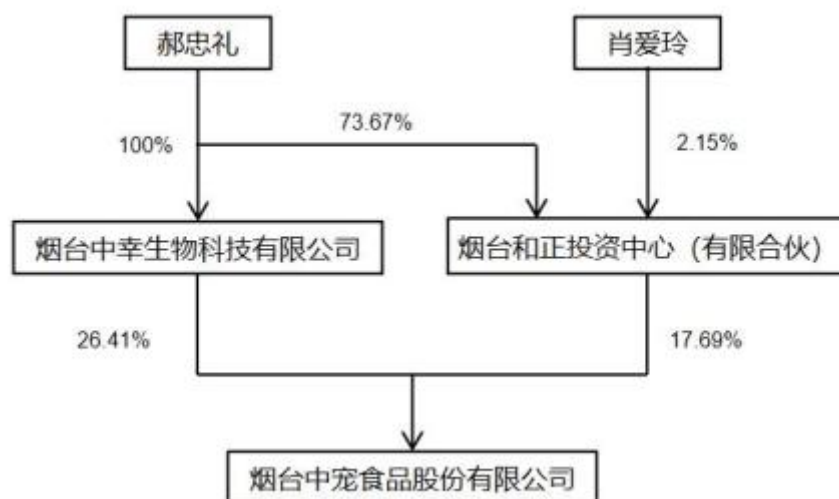 郝忠礼
肖爱玲
73.67%
100%
2.15%
烟台中幸生物科技有限公司
烟台和正投资中心（有限合伙）
26.41%
17.69%
烟台中宠食品股份有限公司